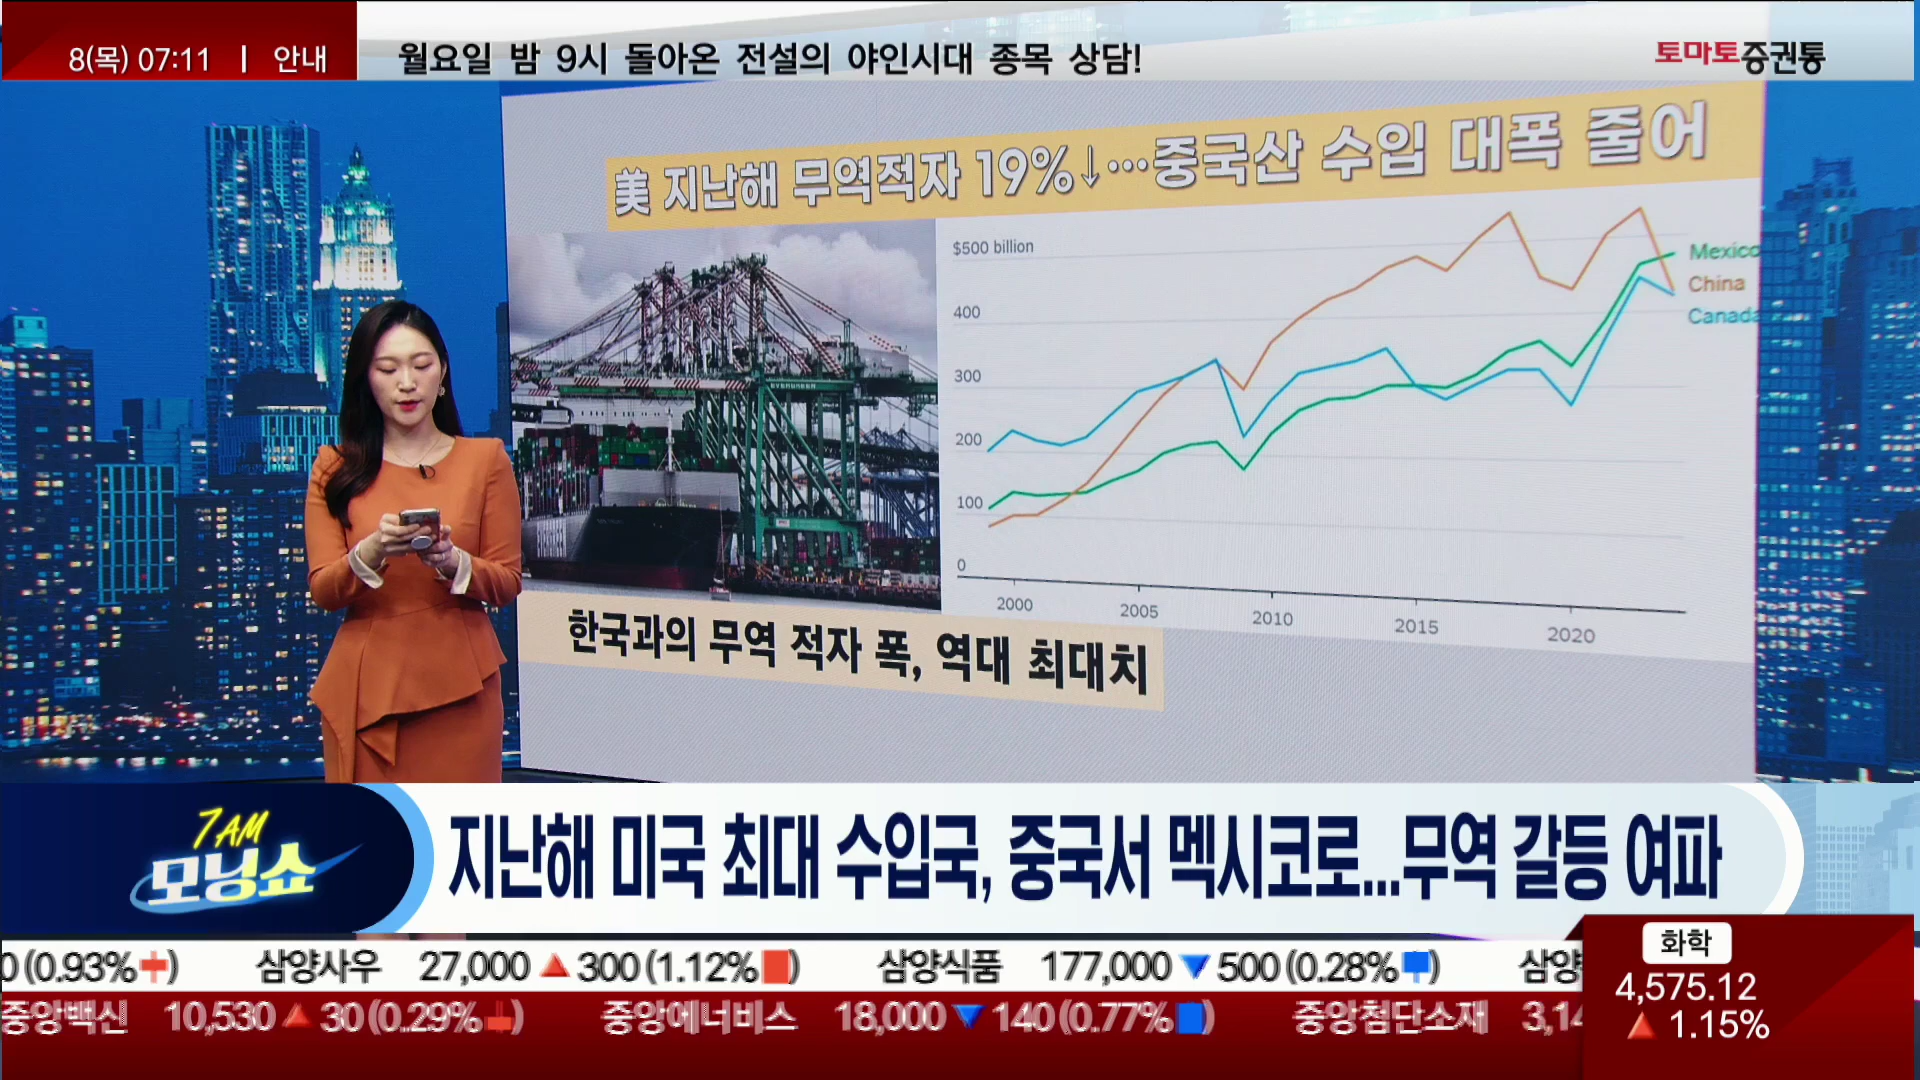 8(목) 07:11 | 안내
월요일 밤 9시 돌아온 전설의 야인시대 종목 상담!
토마토증권통
美 지난해 무역적자 19%↓…중국산 수입 대폭 줄어
$500 billion
400
300
200
100
0
2000 2005 2010 2015 2020
Mexico
China
Canada
EVERGREEN
한국과의 무역 적자 폭, 역대 최대치
7AM
모닝쇼
지난해 미국 최대 수입국, 중국서 멕시코로...무역 갈등 여파
0 (0.93% ) 삼양사우 27,000 ▲ 300 (1.12% ) 삼양식품 177,000 ▼ 500 (0.28% ) 삼양
중앙백신 10,530 ▲ 30 (0.29% ) 중앙에너비스 18,000 ▼ 140 (0.77% ) 중앙첨단소재 3,14
화학
4,575.12
▲ 1.15%